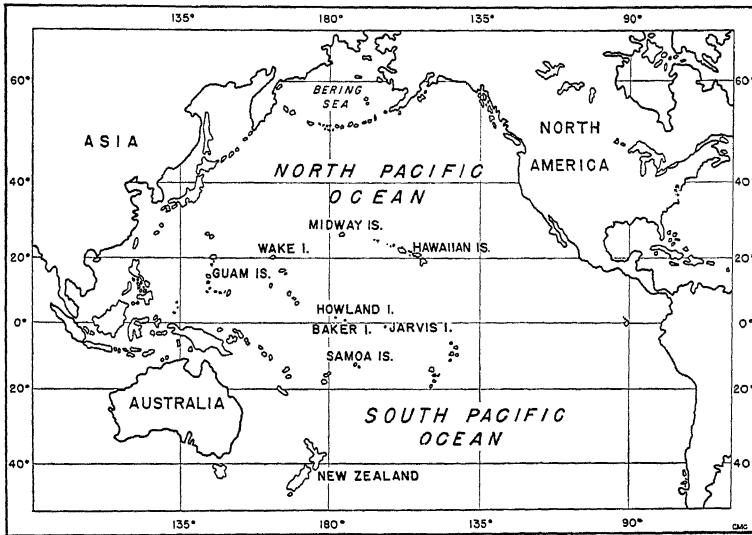 135° 180° 135° 90°
60° 60°
BERING
SEA
ASIA
NORTH
AMERICA
NORTH PACIFIC
OCEAN
40° 40°
MIDWAY IS.
WAKE I.
HAWAIIAN IS.
20° 20°
GUAM IS.
HOWLAND I.
0° 0°
BAKER I.
JARVIS I.
SAMOA IS.
20° 20°
AUSTRALIA
SOUTH PACIFIC
OCEAN
40° 40°
NEW ZEALAND
135° 180° 135° 90°
CMC